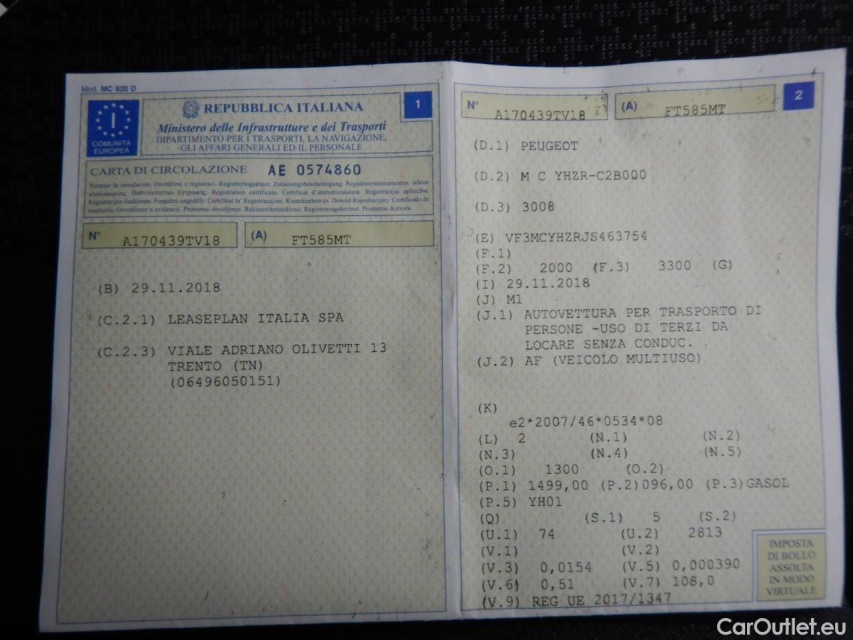 Mod. MC 820 D
COMUNITÀ
EUROPEA
I
REPUBBLICA ITALIANA
1
Ministero delle Infrastrutture e dei Trasporti
DIPARTIMENTO PER I TRASPORTI, LA NAVIGAZIONE,
GLI AFFARI GENERALI ED IL PERSONALE
CARTA DI CIRCOLAZIONE AE 0574860
N° A170439TV18 (A) FT585MT
(B) 29.11.2018
(C.2.1) LEASEPLAN ITALIA SPA
(C.2.3) VIALE ADRIANO OLIVETTI 13
TRENTO (TN)
(06496050151)
N° A170439TV18 (A) FT585MT
2
(D.1) PEUGEOT
(D.2) M C YHZR-C2B0Q0
(D.3) 3008
(E) VF3MCYHZRJS463754
(F.1)
(F.2) 2000 (F.3) 3300 (G)
(I) 29.11.2018
(J) M1
(J.1) AUTOVETTURA PER TRASPORTO DI
PERSONE -USO DI TERZI DA
LOCARE SENZA CONDUC.
(J.2) AF (VEICOLO MULTIUSO)
(K)
e2*2007/46*0534*08
(L) 2 (N.1) (N.2)
(N.3) (N.4) (N.5)
(O.1) 1300 (O.2)
(P.1) 1499,00 (P.2)096,00 (P.3)GASOL
(P.5) YH01
(Q) (S.1) 5 (S.2)
(U.1) 74 (U.2) 2813
(V.1) (V.2)
(V.3) 0,0154 (V.5) 0,000390
(V.6) 0,51 (V.7) 108,0
(V.9) REG UE 2017/1347
IMPOSTA
DI BOLLO
ASSOLTA
IN MODO
VIRTUALE
CarOutlet.eu